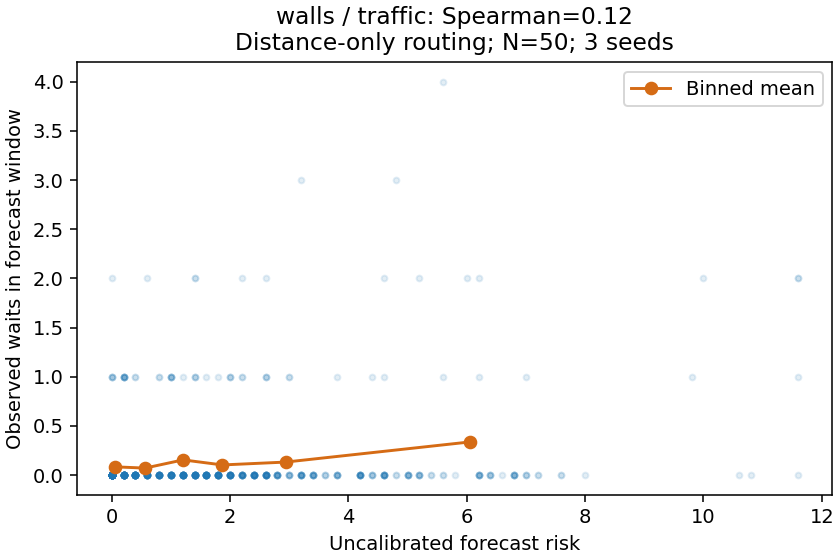 walls / traffic: Spearman=0.12
Distance-only routing; N=50; 3 seeds
Binned mean
Observed waits in forecast window
4.0
3.5
3.0
2.5
2.0
1.5
1.0
0.5
0.0
0 2 4 6 8 10 12
Uncalibrated forecast risk